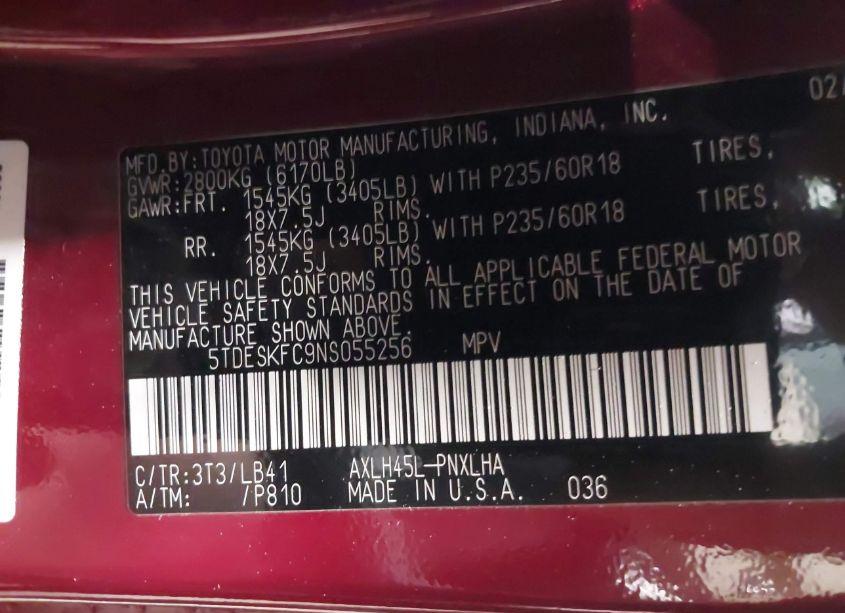 02/
MFD.BY:TOYOTA MOTOR MANUFACTURING, INDIANA, INC.
GVWR:2800KG (6170LB)
GAWR:FRT. 1545KG (3405LB) WITH P235/60R18 TIRES,
18X7.5J RIMS.
RR. 1545KG (3405LB) WITH P235/60R18 TIRES,
18X7.5J RIMS.
THIS VEHICLE CONFORMS TO ALL APPLICABLE FEDERAL MOTOR
VEHICLE SAFETY STANDARDS IN EFFECT ON THE DATE OF
MANUFACTURE SHOWN ABOVE.
5TDESKFC9NS055256 MPV
C/TR:3T3/LB41 AXLH45L-PNXLHA
A/TM: /P810 MADE IN U.S.A. 036